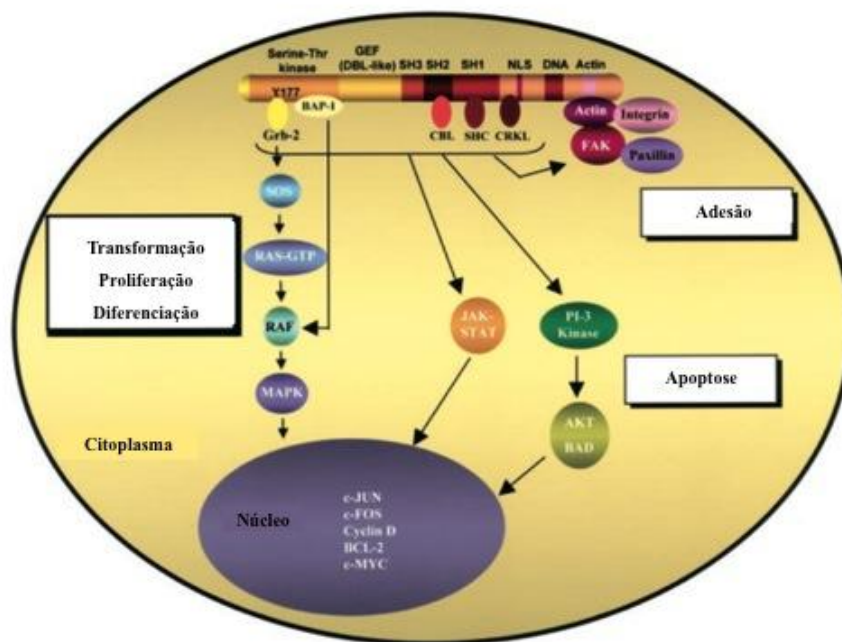 Serine-Thr
kinase
GEF
(DBL-like)
SH3 SH2 SH1 NLS DNA Actin
Y177
BAP-1
Grb-2
CBL SHC CRKL
Actin
Integrin
FAK
Paxillin
SOS
RAS-GTP
RAF
MAPK
JAK-
STAT
PI-3
Kinase
AKT
BAD
Transformação
Proliferação
Diferenciação
Adesão
Apoptose
Citoplasma
Núcleo
c-JUN
c-FOS
Cyclin D
BCL-2
c-MYC